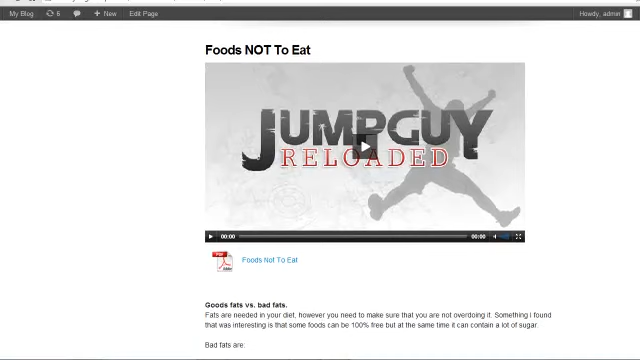 My Blog 6 New Edit Page Howdy, admin
Foods NOT To Eat
JUMPGUY
RELOADED
00:00 00:00
PDF
Adobe
Foods Not To Eat
Goods fats vs. bad fats.
Fats are needed in your diet, however you need to make sure that you are not overdoing it. Something I found
that was interesting is that some foods can be 100% free but at the same time it can contain a lot of sugar.
Bad fats are: